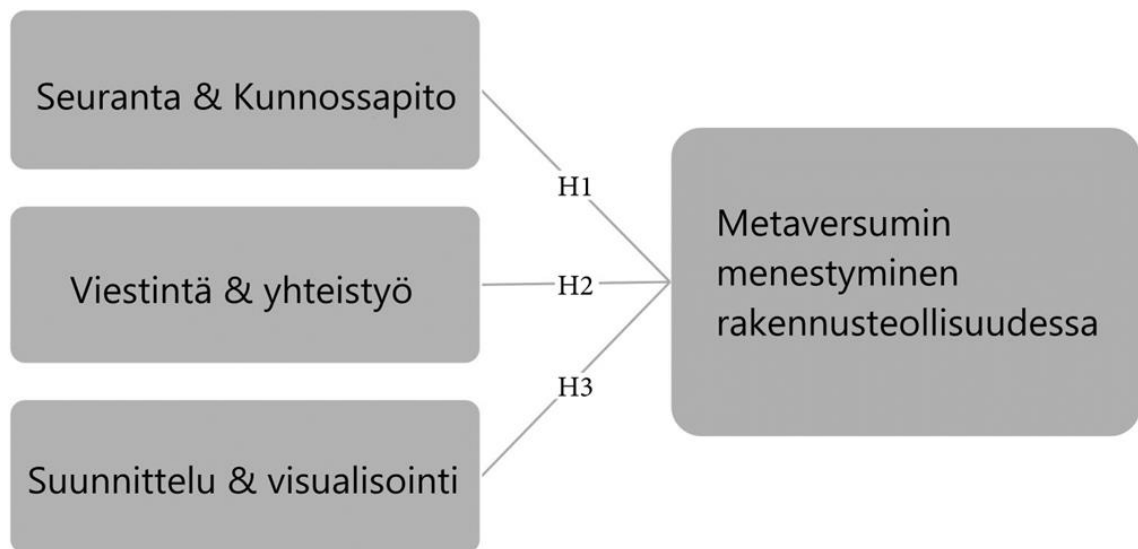 Seuranta & Kunnossapito
H1
Viestintä & yhteistyö
H2
Suunnittelu & visualisointi
H3
Metaversumin
menestyminen
rakennusteollisuudessa